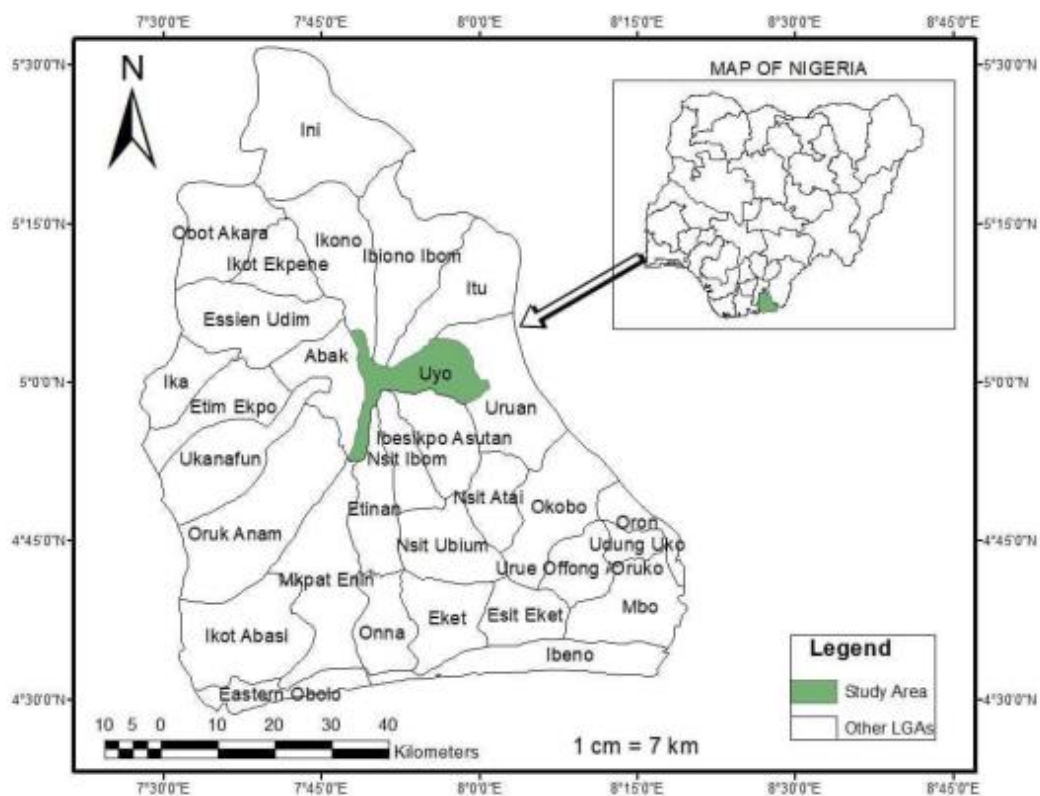 7°30'0"E 7°45'0"E 8°0'0"E 8°15'0"E 8°30'0"E 8°45'0"E
5°30'0"N 5°30'0"N
N
MAP OF NIGERIA
Ini
5°15'0"N 5°15'0"N
Obot Akara
Ikono
Ikot Ekpene
Ibiono Ibom
Itu
Essien Udim
Abak
Uyo
5°0'0"N 5°0'0"N
Ika
Etim Ekpo
Uruan
Ibesikpo Asutan
Ukanafun
Nsit Ibom
Nsit Atai
Etinan
Okobo
Oruk Anam
Oron
4°45'0"N 4°45'0"N
Nsit Ubium
Udung Uko
Urue Offong 'Oruko
Mkpat Enin
Mbo
Ikot Abasi
Onna
Eket
Esit Eket
Ibeno
Eastern Obolo
4°30'0"N 4°30'0"N
Legend
Study Area
Other LGAs
10 5 0 10 20 30 40
Kilometers
1 cm = 7 km
7°30'0"E 7°45'0"E 8°0'0"E 8°15'0"E 8°30'0"E 8°45'0"E